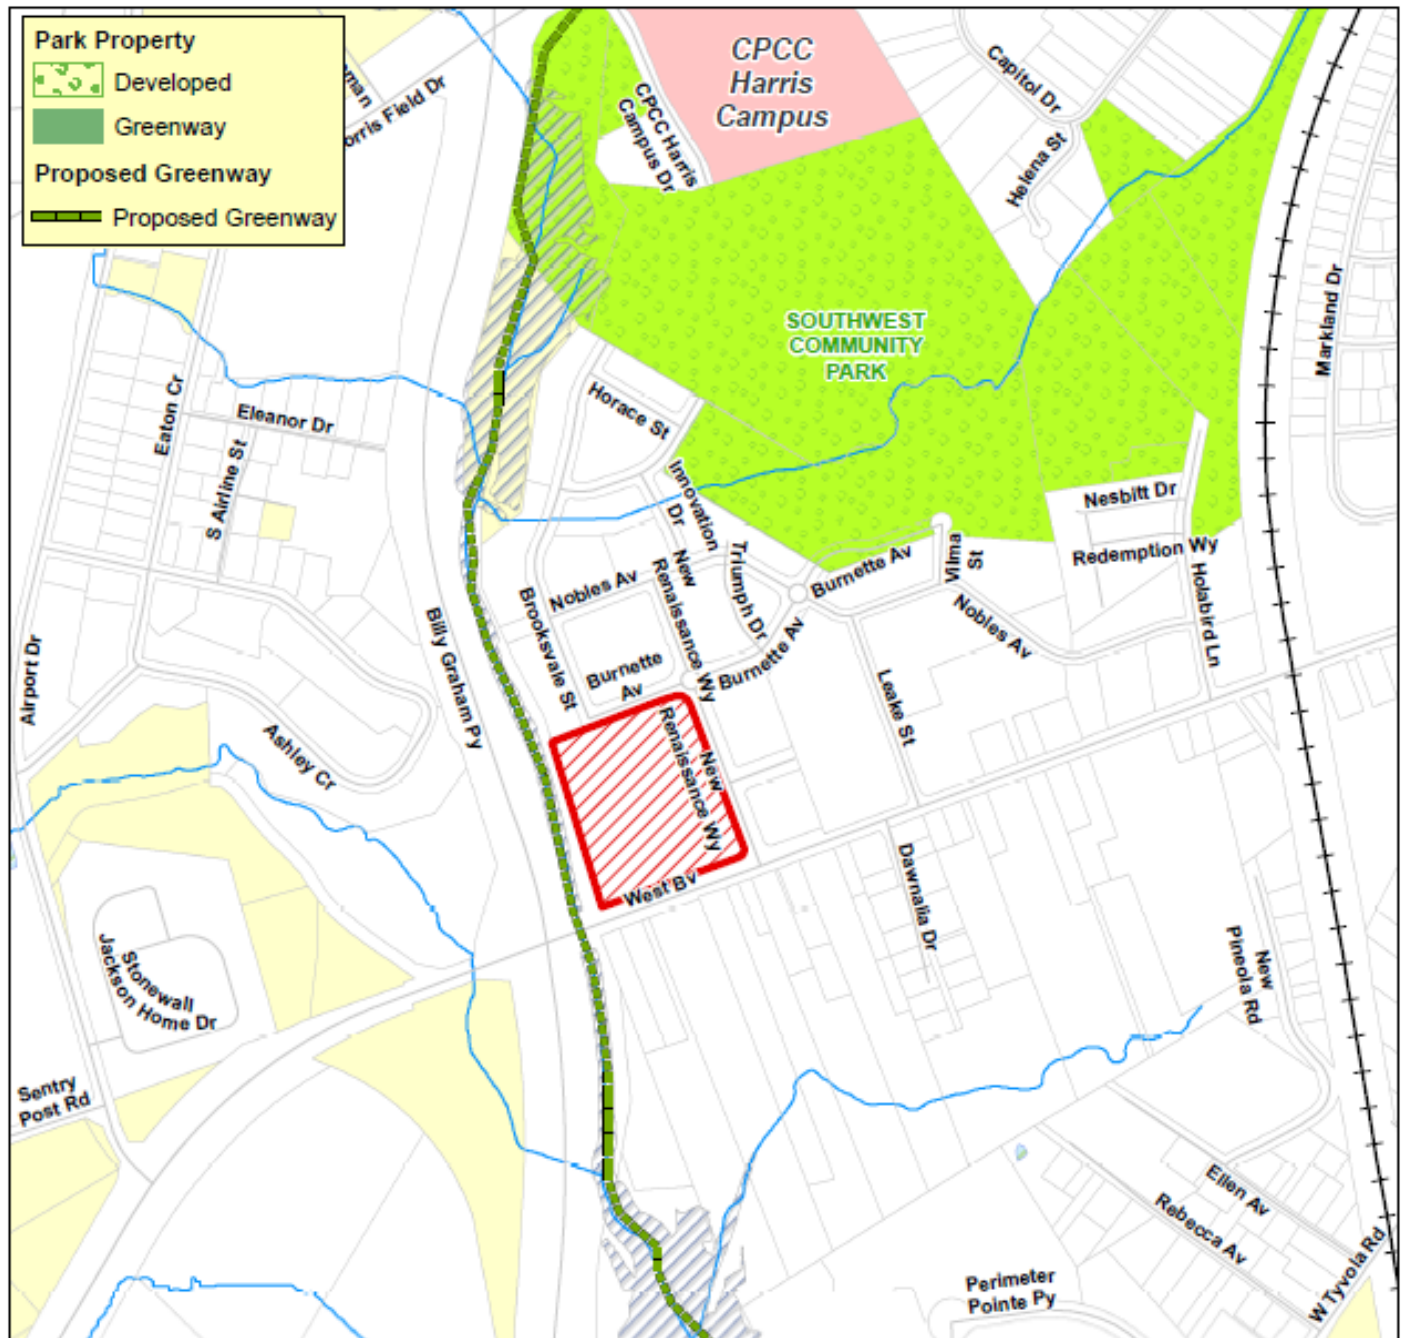 Park Property
Developed
Greenway
Proposed Greenway
Proposed Greenway
orris Field Dr
CPCC
Harris
Campus
CPCC Harris
Campus Dr
Capitol Dr
Helena St
Markland Dr
SOUTHWEST
COMMUNITY
PARK
Eaton Cr
Eleanor Dr
S Airline St
Horace St
Innovation
Dr
Nesbitt Dr
Redemption Wy
Holabird Ln
Triumph Dr
New
Renaissance Wy
Nobles Av
Brooksvale St
Burnette Av
Vilma
St
Nobles Av
Burnette
Av
Burnette Av
Leake St
Airport Dr
Billy Graham Py
Ashley Cr
New
Renaissance Wy
West Bv
Dawnalia Dr
Stonewall
Jackson Home Dr
New
Pineola Rd
Sentry
Post Rd
Ellen Av
Rebecca Av
W Tyvola Rd
Perimeter
Pointe Py